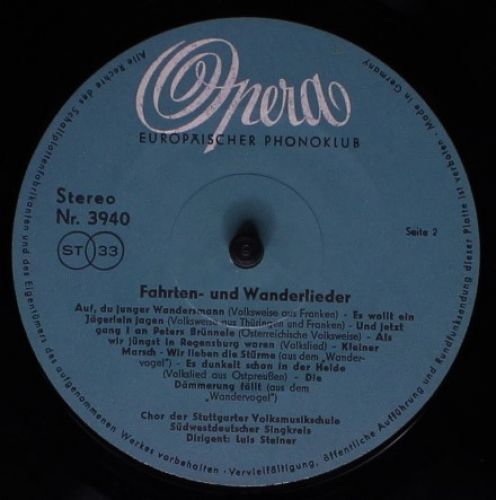 Opera
EUROPÄISCHER PHONOKLUB
Stereo
Nr. 3940
ST 33
Seite 2
Fahrten- und Wanderlieder
Auf, du junger Wandersmann (Volksweise aus Franken) - Es wollt ein
Jägerlein jagen (Volksweise aus Thüringen und Franken) - Und jetzt
gang I an Peters Brünnele (Österreichische Volksweise) - Als
wir jüngst in Regensburg waren (Volkslied) - Kleiner
Marsch - Wir lieben die Stürme (aus dem „Wander-
vogel") - Es dunkelt schon in der Heide
(Volkslied aus Ostpreußen) - Die
Dämmerung fällt (aus dem
„Wandervogel")
Chor der Stuttgarter Volksmusikschule
Südwestdeutscher Singkreis
Dirigent: Luis Steiner
Alle Rechte des Schallplattenfabrikanten und des Eigentümers des aufgenommenen Werkes vorbehalten · Vervielfältigung, öffentliche Aufführung und Rundfunksendung dieser Platte ist verboten · Made in Germany